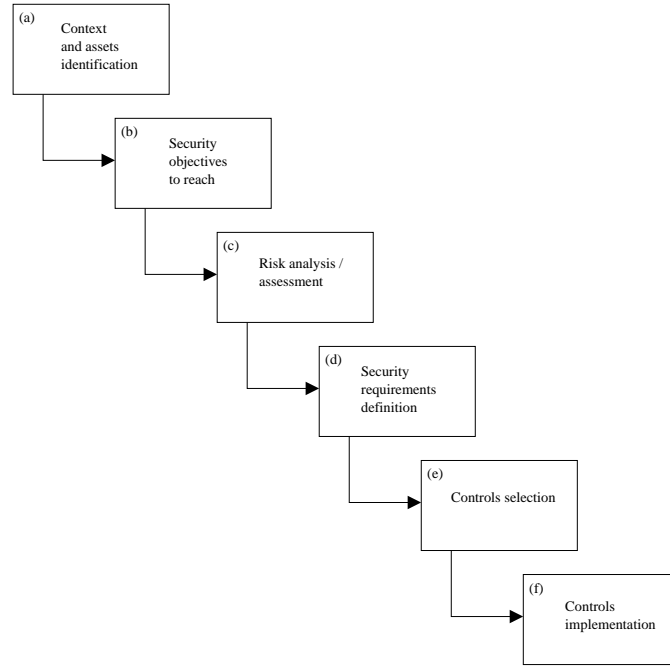 (a)
Context
and assets
identification
(b)
Security
objectives
to reach
(c)
Risk analysis /
assessment
(d)
Security
requirements
definition
(e)
Controls selection
(f)
Controls
implementation